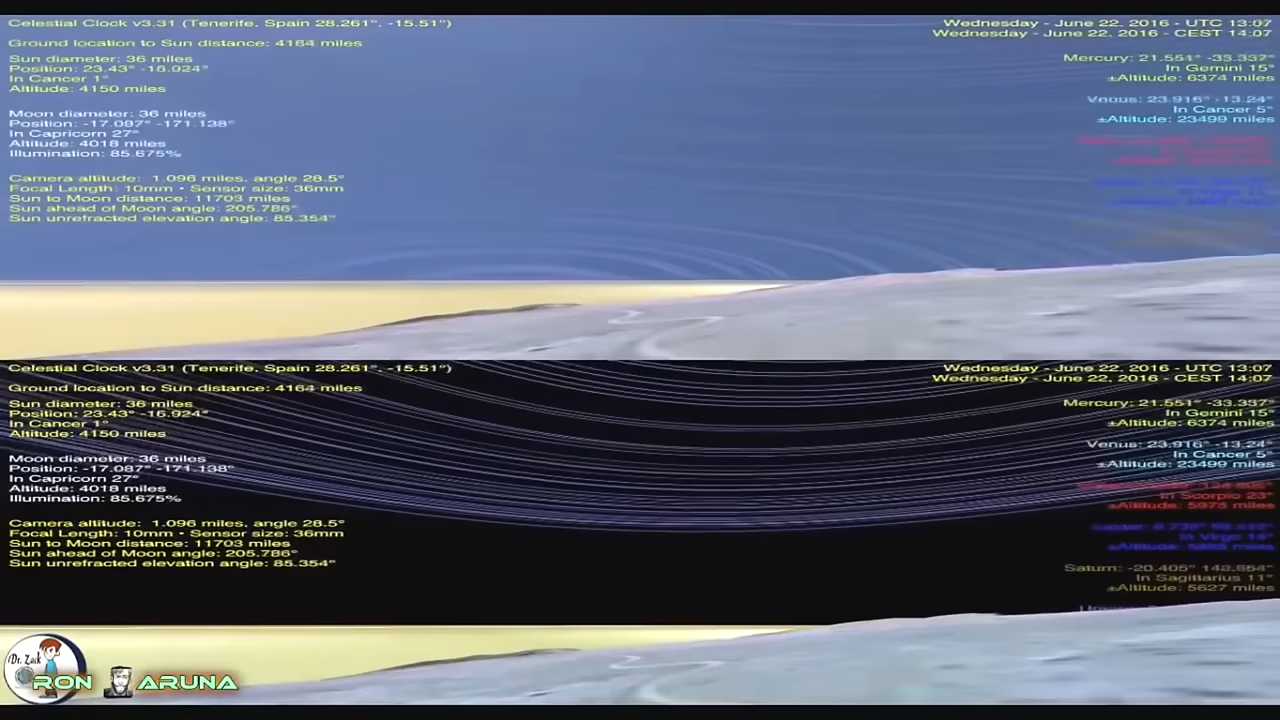 Celestial Clock v3.31 (Tenerife, Spain 28.261°, -15.51°)
Ground location to Sun distance: 4164 miles
Sun diameter: 36 miles
Position: 23.43° -16.924°
In Cancer 1°
Altitude: 4150 miles
Moon diameter: 36 miles
Position: -17.087° -171.138°
In Capricorn 27°
Altitude: 4018 miles
Illumination: 85.675%
Camera altitude: 1.096 miles, angle 28.5°
Focal Length: 10mm • Sensor size: 36mm
Sun to Moon distance: 11703 miles
Sun ahead of Moon angle: 205.786°
Sun unrefracted elevation angle: 85.354°
Wednesday - June 22, 2016 - UTC 13:07
Wednesday - June 22, 2016 - CEST 14:07
Mercury: 21.551° -33.337°
In Gemini 15°
±Altitude: 6374 miles
Venus: 23.916° -13.24°
In Cancer 5°
±Altitude: 23499 miles
Celestial Clock v3.31 (Tenerife, Spain 28.261°, -15.51°)
Ground location to Sun distance: 4164 miles
Sun diameter: 36 miles
Position: 23.43° -16.924°
In Cancer 1°
Altitude: 4150 miles
Moon diameter: 36 miles
Position: -17.087° -171.138°
In Capricorn 27°
Altitude: 4018 miles
Illumination: 85.675%
Camera altitude: 1.096 miles, angle 28.5°
Focal Length: 10mm • Sensor size: 36mm
Sun to Moon distance: 11703 miles
Sun ahead of Moon angle: 205.786°
Sun unrefracted elevation angle: 85.354°
Wednesday - June 22, 2016 - UTC 13:07
Wednesday - June 22, 2016 - CEST 14:07
Mercury: 21.551° -33.337°
In Gemini 15°
±Altitude: 6374 miles
Venus: 23.916° -13.24°
In Cancer 5°
±Altitude: 23499 miles
In Scorpio 23°
±Altitude: 5973 miles
In Virgo 14°
Saturn: -20.405° 142.654°
In Sagittarius 11°
±Altitude: 5627 miles
Dr. Zack
RON
ARUNA